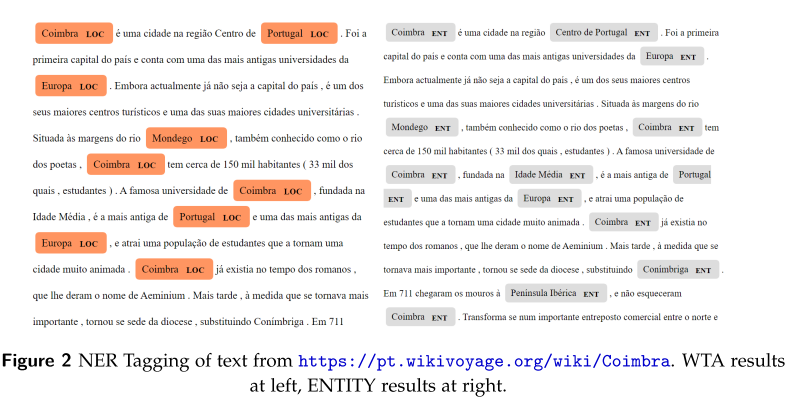 Coimbra LOC é uma cidade na região Centro de Portugal LOC . Foi a
primeira capital do país e conta com uma das mais antigas universidades da
Europa LOC . Embora actualmente já não seja a capital do país , é um dos
seus maiores centros turísticos e uma das suas maiores cidades universitárias .
Situada às margens do rio Mondego LOC , também conhecido como o rio
dos poetas , Coimbra LOC tem cerca de 150 mil habitantes ( 33 mil dos
quais , estudantes ) . A famosa universidade de Coimbra LOC , fundada na
Idade Média , é a mais antiga de Portugal LOC e uma das mais antigas da
Europa LOC , e atrai uma população de estudantes que a tornam uma
cidade muito animada . Coimbra LOC já existia no tempo dos romanos ,
que lhe deram o nome de Aeminium . Mais tarde , à medida que se tornava mais
importante , tornou se sede da diocese , substituindo Conímbriga . Em 711
Coimbra ENT é uma cidade na região Centro de Portugal ENT . Foi a primeira
capital do país e conta com uma das mais antigas universidades da Europa ENT .
Embora actualmente já não seja a capital do país , é um dos seus maiores centros
turísticos e uma das suas maiores cidades universitárias . Situada às margens do rio
Mondego ENT , também conhecido como o rio dos poetas , Coimbra ENT tem
cerca de 150 mil habitantes ( 33 mil dos quais , estudantes ) . A famosa universidade de
Coimbra ENT , fundada na Idade Média ENT , é a mais antiga de Portugal
ENT e uma das mais antigas da Europa ENT , e atrai uma população de
estudantes que a tornam uma cidade muito animada . Coimbra ENT já existia no
tempo dos romanos , que lhe deram o nome de Aeminium . Mais tarde , à medida que se
tornava mais importante , tornou se sede da diocese , substituindo Conímbriga ENT .
Em 711 chegaram os mouros à Península Ibérica ENT , e não esqueceram
Coimbra ENT . Transforma se num importante entreposto comercial entre o norte e
Figure 2 NER Tagging of text from https://pt.wikivoyage.org/wiki/Coimbra. WTA results
at left, ENTITY results at right.